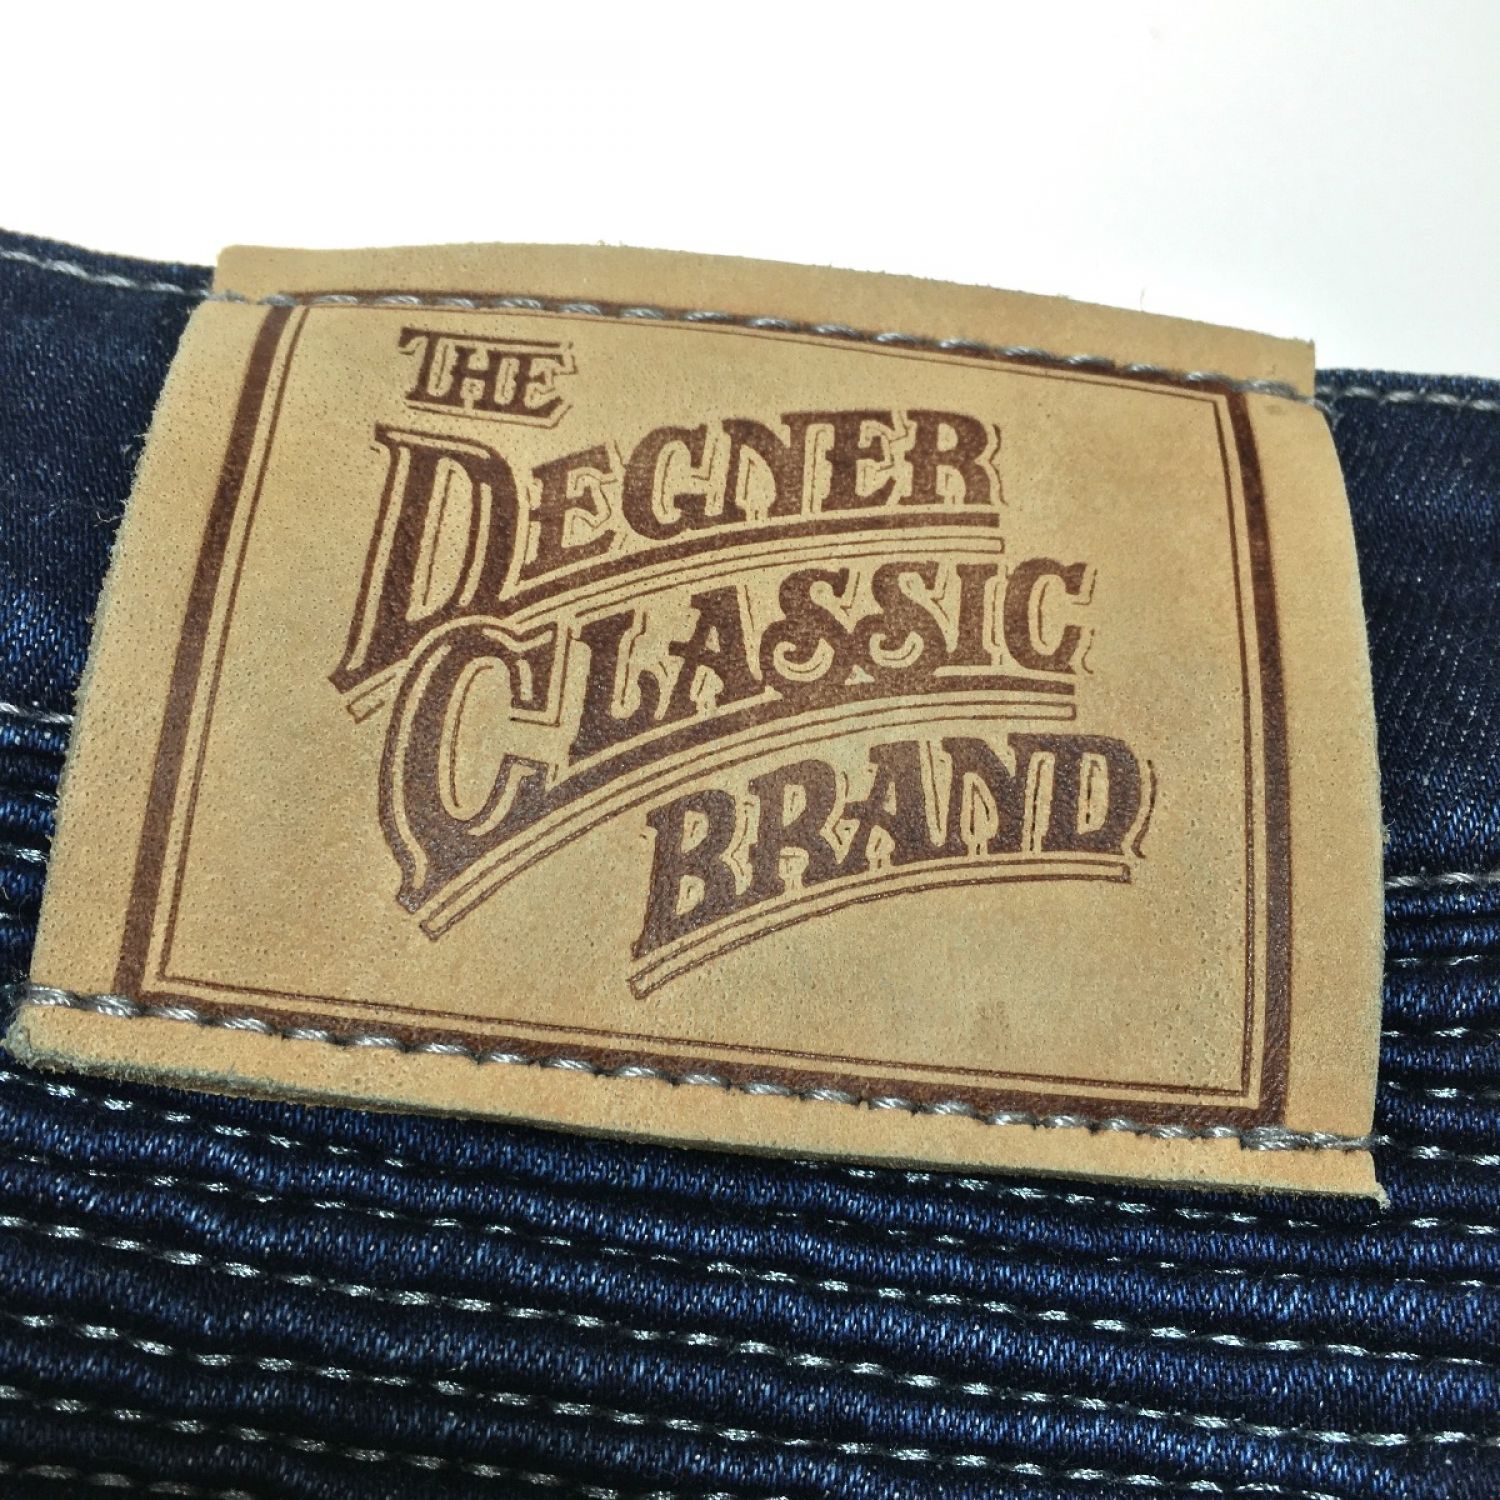 THE
DEGNER
CLASSIC
BRAND